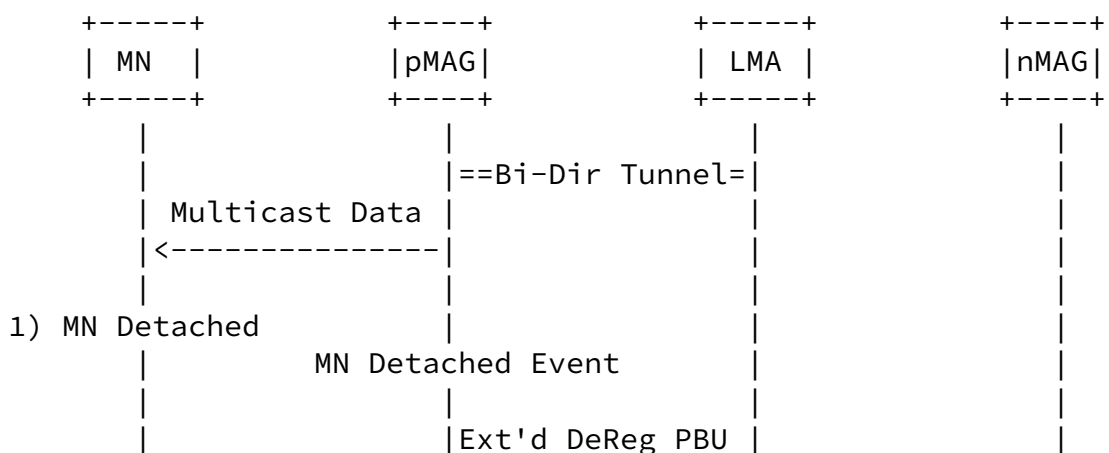 +-----+             +----+              +-----+             +----+
| MN  |             |pMAG|              | LMA |             |nMAG|
+-----+             +----+              +-----+             +----+
|                   |                   |                   |
|                   |==Bi-Dir Tunnel=|                   |
| Multicast Data |                   |                   |
|<---------------|                   |                   |
|                   |                   |                   |
1) MN Detached             |                   |                   |
|           MN Detached Event         |                   |
|                   |                   |                   |
|                   |Ext'd DeReg PBU |                   |